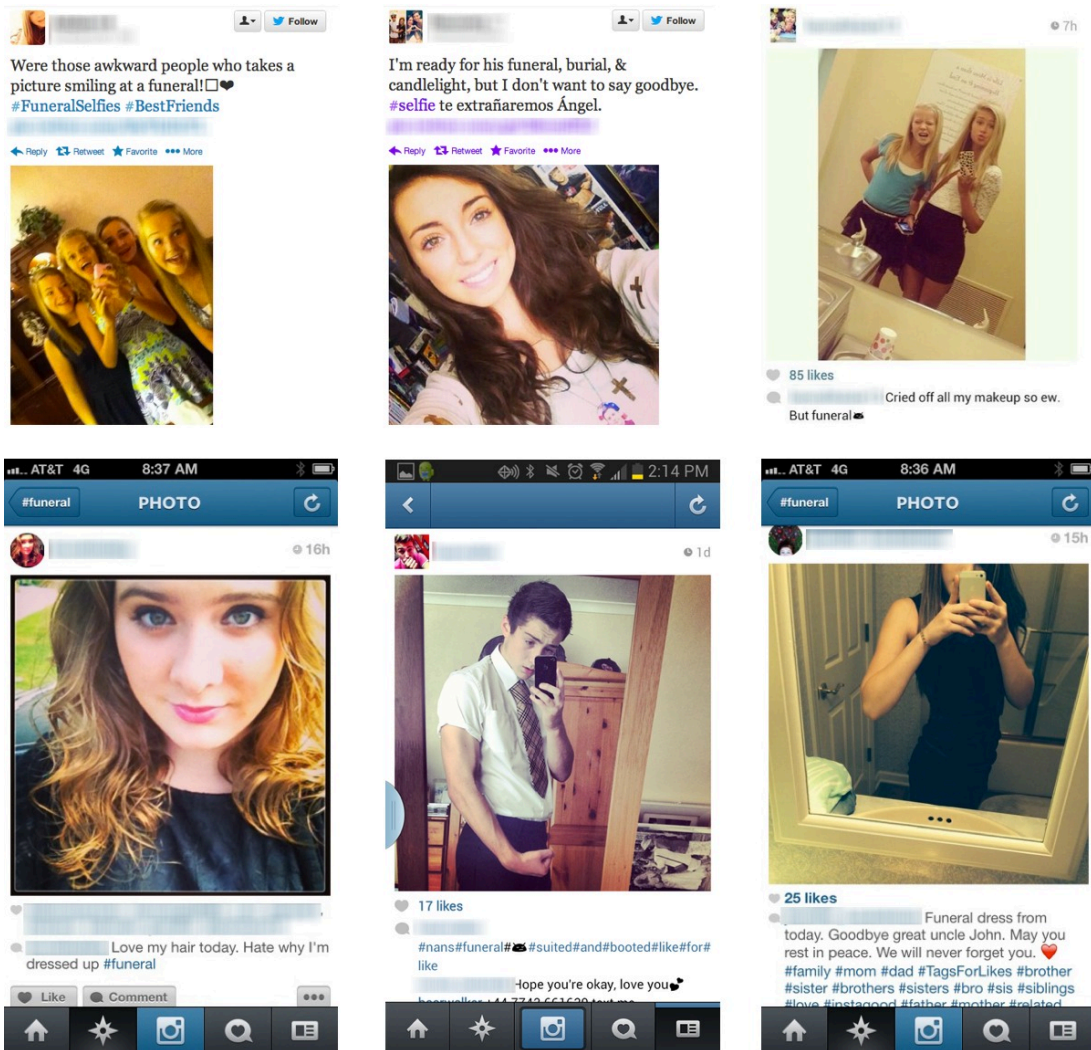 Follow
Were those awkward people who takes a
picture smiling at a funeral!☐❤
#FuneralSelfies #BestFriends
Reply Retweet Favorite ••• More
Follow
I'm ready for his funeral, burial, &
candlelight, but I don't want to say goodbye.
#selfie te extrañaremos Ángel.
Reply Retweet Favorite ••• More
7h
85 likes
Cried off all my makeup so ew.
But funeral
AT&T 4G 8:37 AM
#funeral PHOTO
16h
Love my hair today. Hate why I'm
dressed up #funeral
Like Comment •••
2:14 PM
1d
17 likes
#nans#funeral# #suited#and#booted#like#for#
like
Hope you're okay, love you
AT&T 4G 8:36 AM
#funeral PHOTO
15h
25 likes
Funeral dress from
today. Goodbye great uncle John. May you
rest in peace. We will never forget you. ❤
#family #mom #dad #TagsForLikes #brother
#sister #brothers #sisters #bro #sis #siblings
#love #instagood #father #mother #related